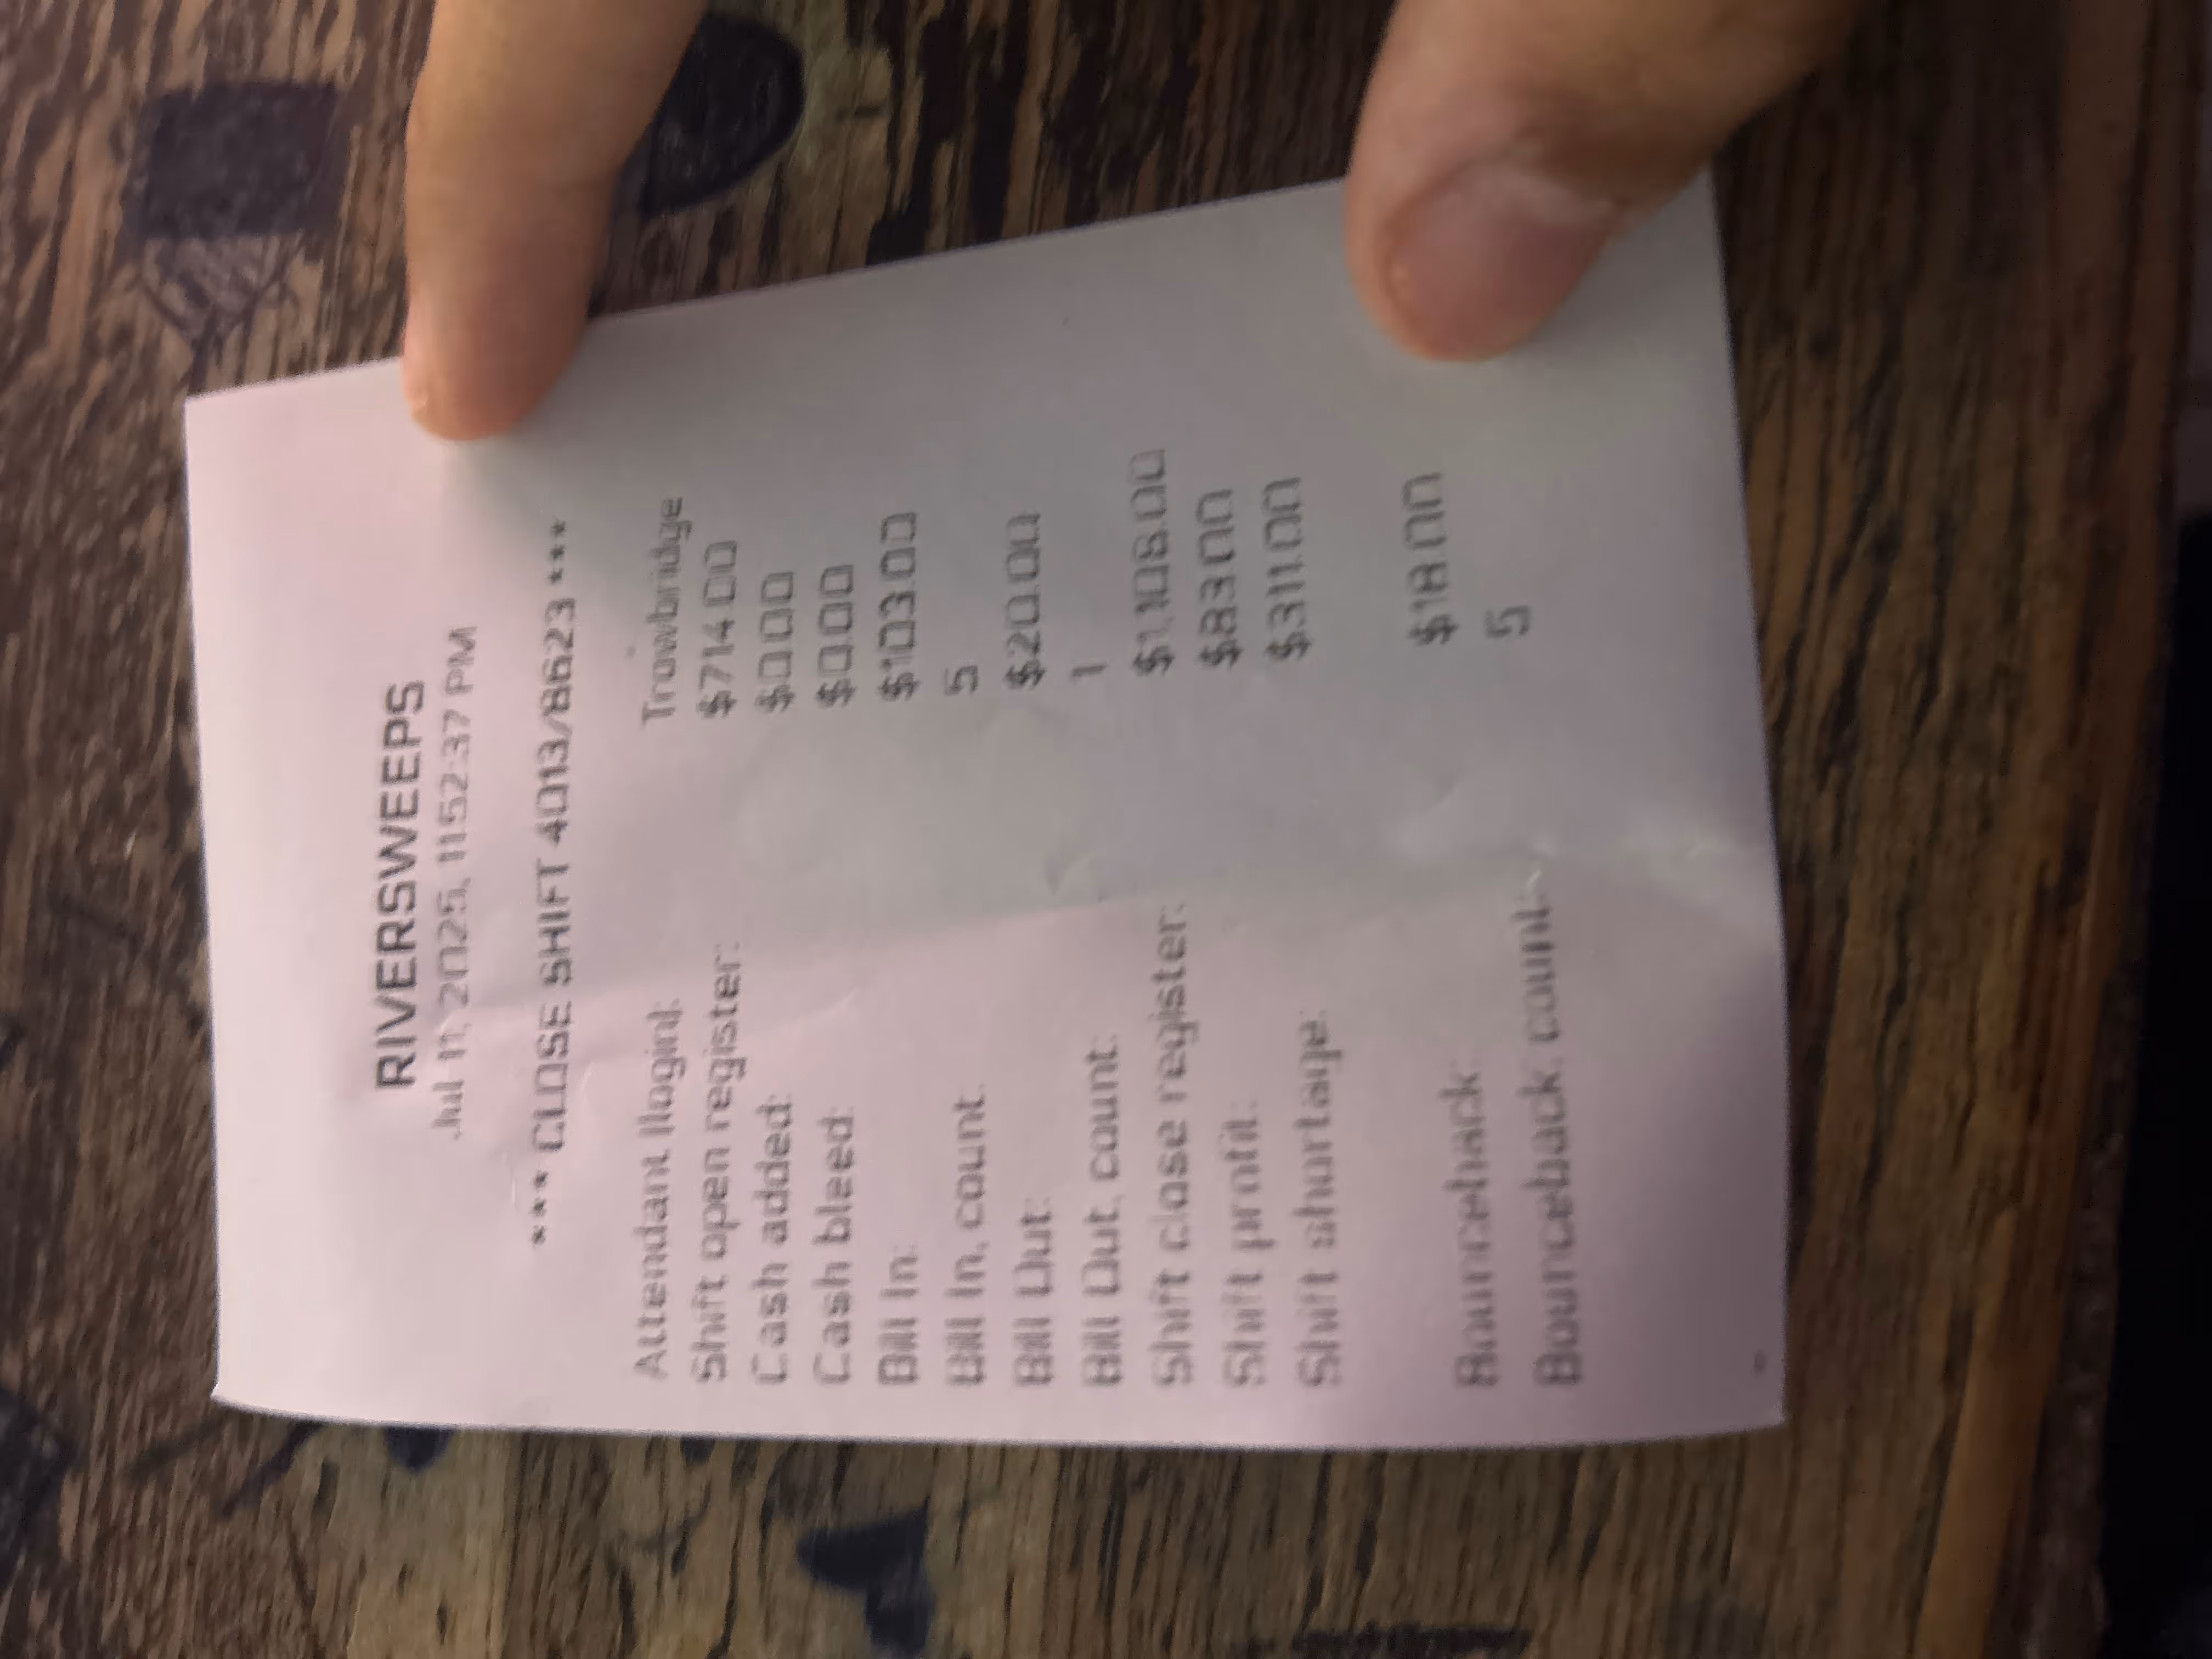 RIVERSWEEPS
Jul 11, 2025, 11:52:37 PM
*** CLOSE SHIFT 4013/8623 ***
Attendant (login): Trowbridge
Shift open register: $714.00
Cash added: $0.00
Cash bleed: $0.00
Bill In: $103.00
Bill In, count: 5
Bill Out: $20.00
Bill Out, count: 1
Shift close register: $1,108.00
Shift profit: $83.00
Shift shortage: $311.00
Bounceback: $18.00
Bounceback, count: 5